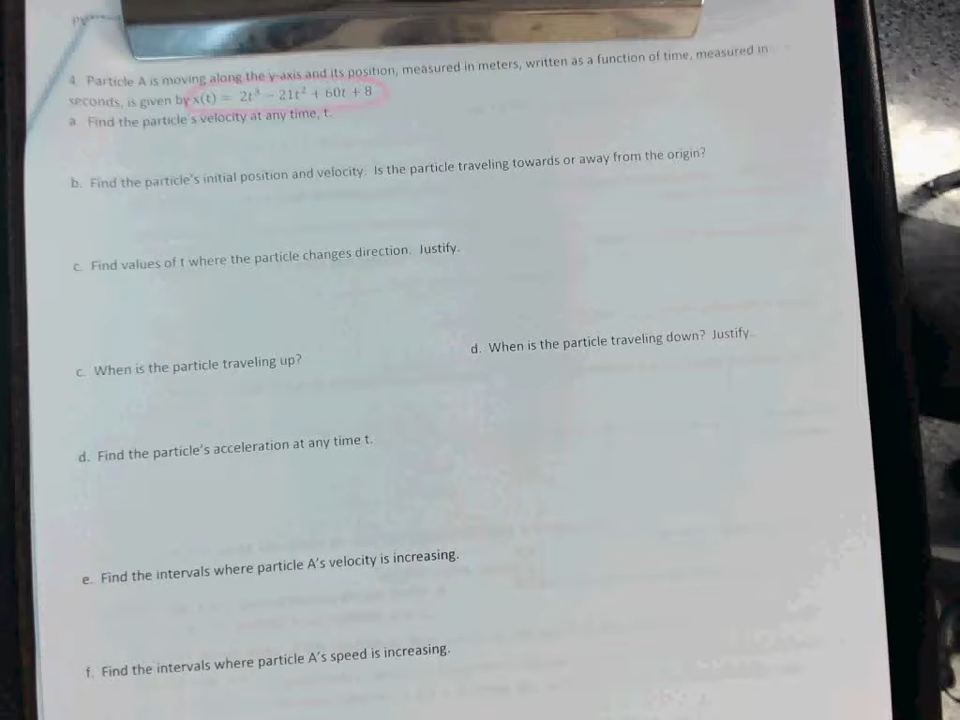 4. Particle A is moving along the y-axis and its position, measured in meters, written as a function of time, measured in
seconds, is given by x(t) = 2t³ − 21t² + 60t + 8
a. Find the particle's velocity at any time, t.
b. Find the particle's initial position and velocity. Is the particle traveling towards or away from the origin?
c. Find values of t where the particle changes direction. Justify.
c. When is the particle traveling up?
d. When is the particle traveling down? Justify.
d. Find the particle's acceleration at any time t.
e. Find the intervals where particle A's velocity is increasing.
f. Find the intervals where particle A's speed is increasing.